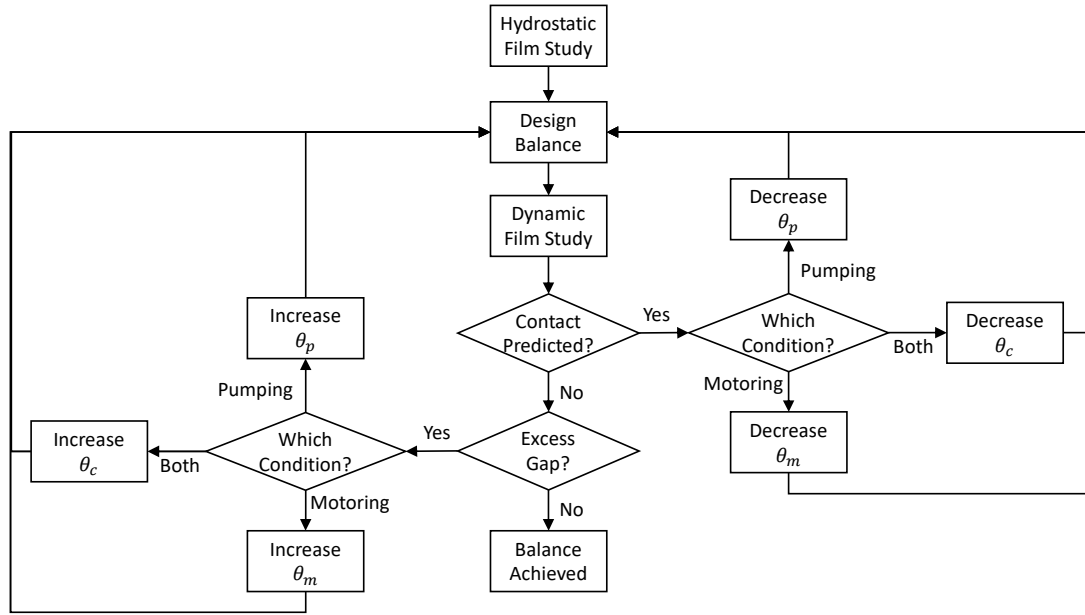 Hydrostatic
Film Study
Design
Balance
Dynamic
Film Study
Decrease
θp
Pumping
Increase
θp
Contact
Predicted?
Yes
Which
Condition?
Both
Decrease
θc
Pumping
No
Motoring
Increase
θc
Both
Which
Condition?
Yes
Excess
Gap?
Decrease
θm
Motoring
No
Increase
θm
Balance
Achieved